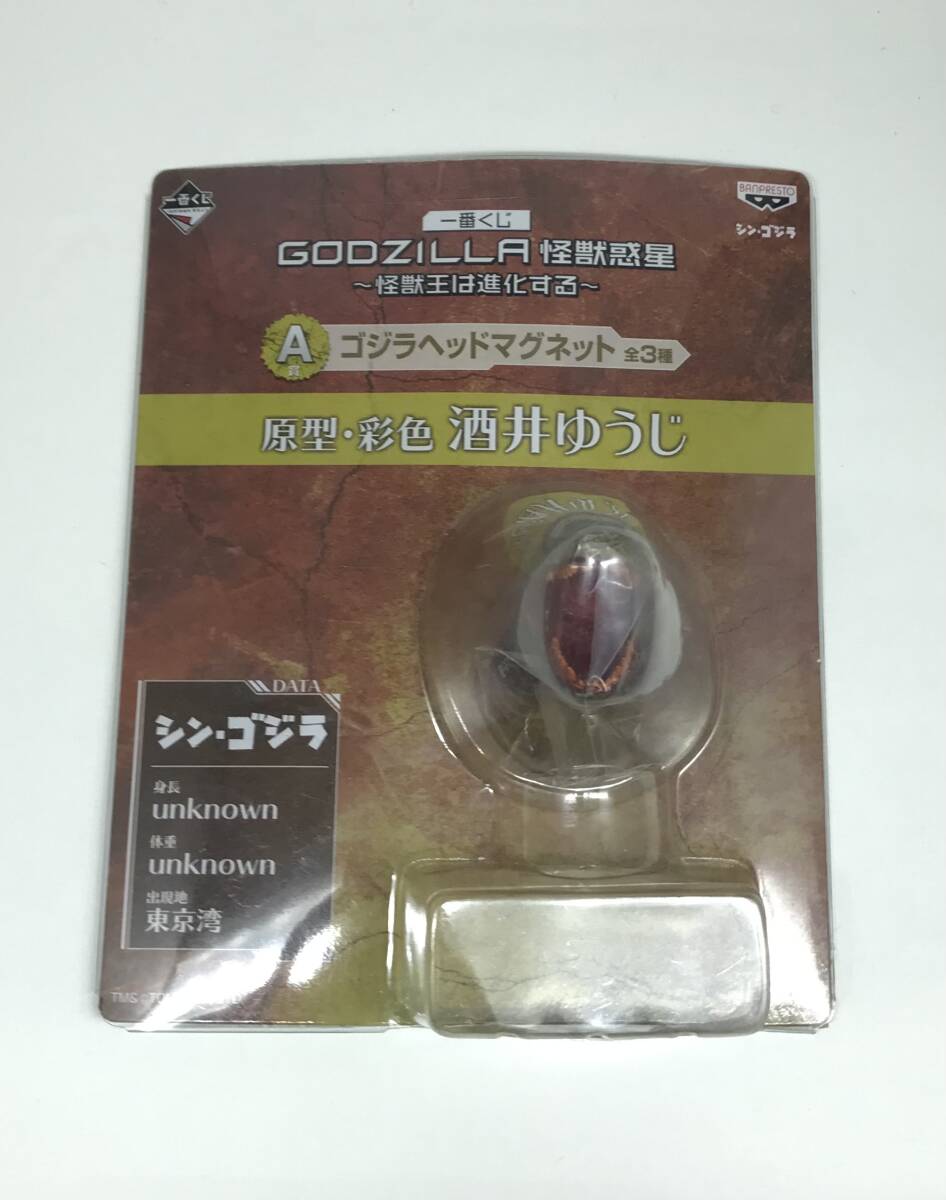 一番くじ
BANPRESTO
シン・ゴジラ
一番くじ
GODZILLA 怪獣惑星
～怪獣王は進化する～
A賞 ゴジラヘッドマグネット 全3種
原型・彩色 酒井ゆうじ
DATA
シン・ゴジラ
身長
unknown
体重
unknown
出現地
東京湾
TM&